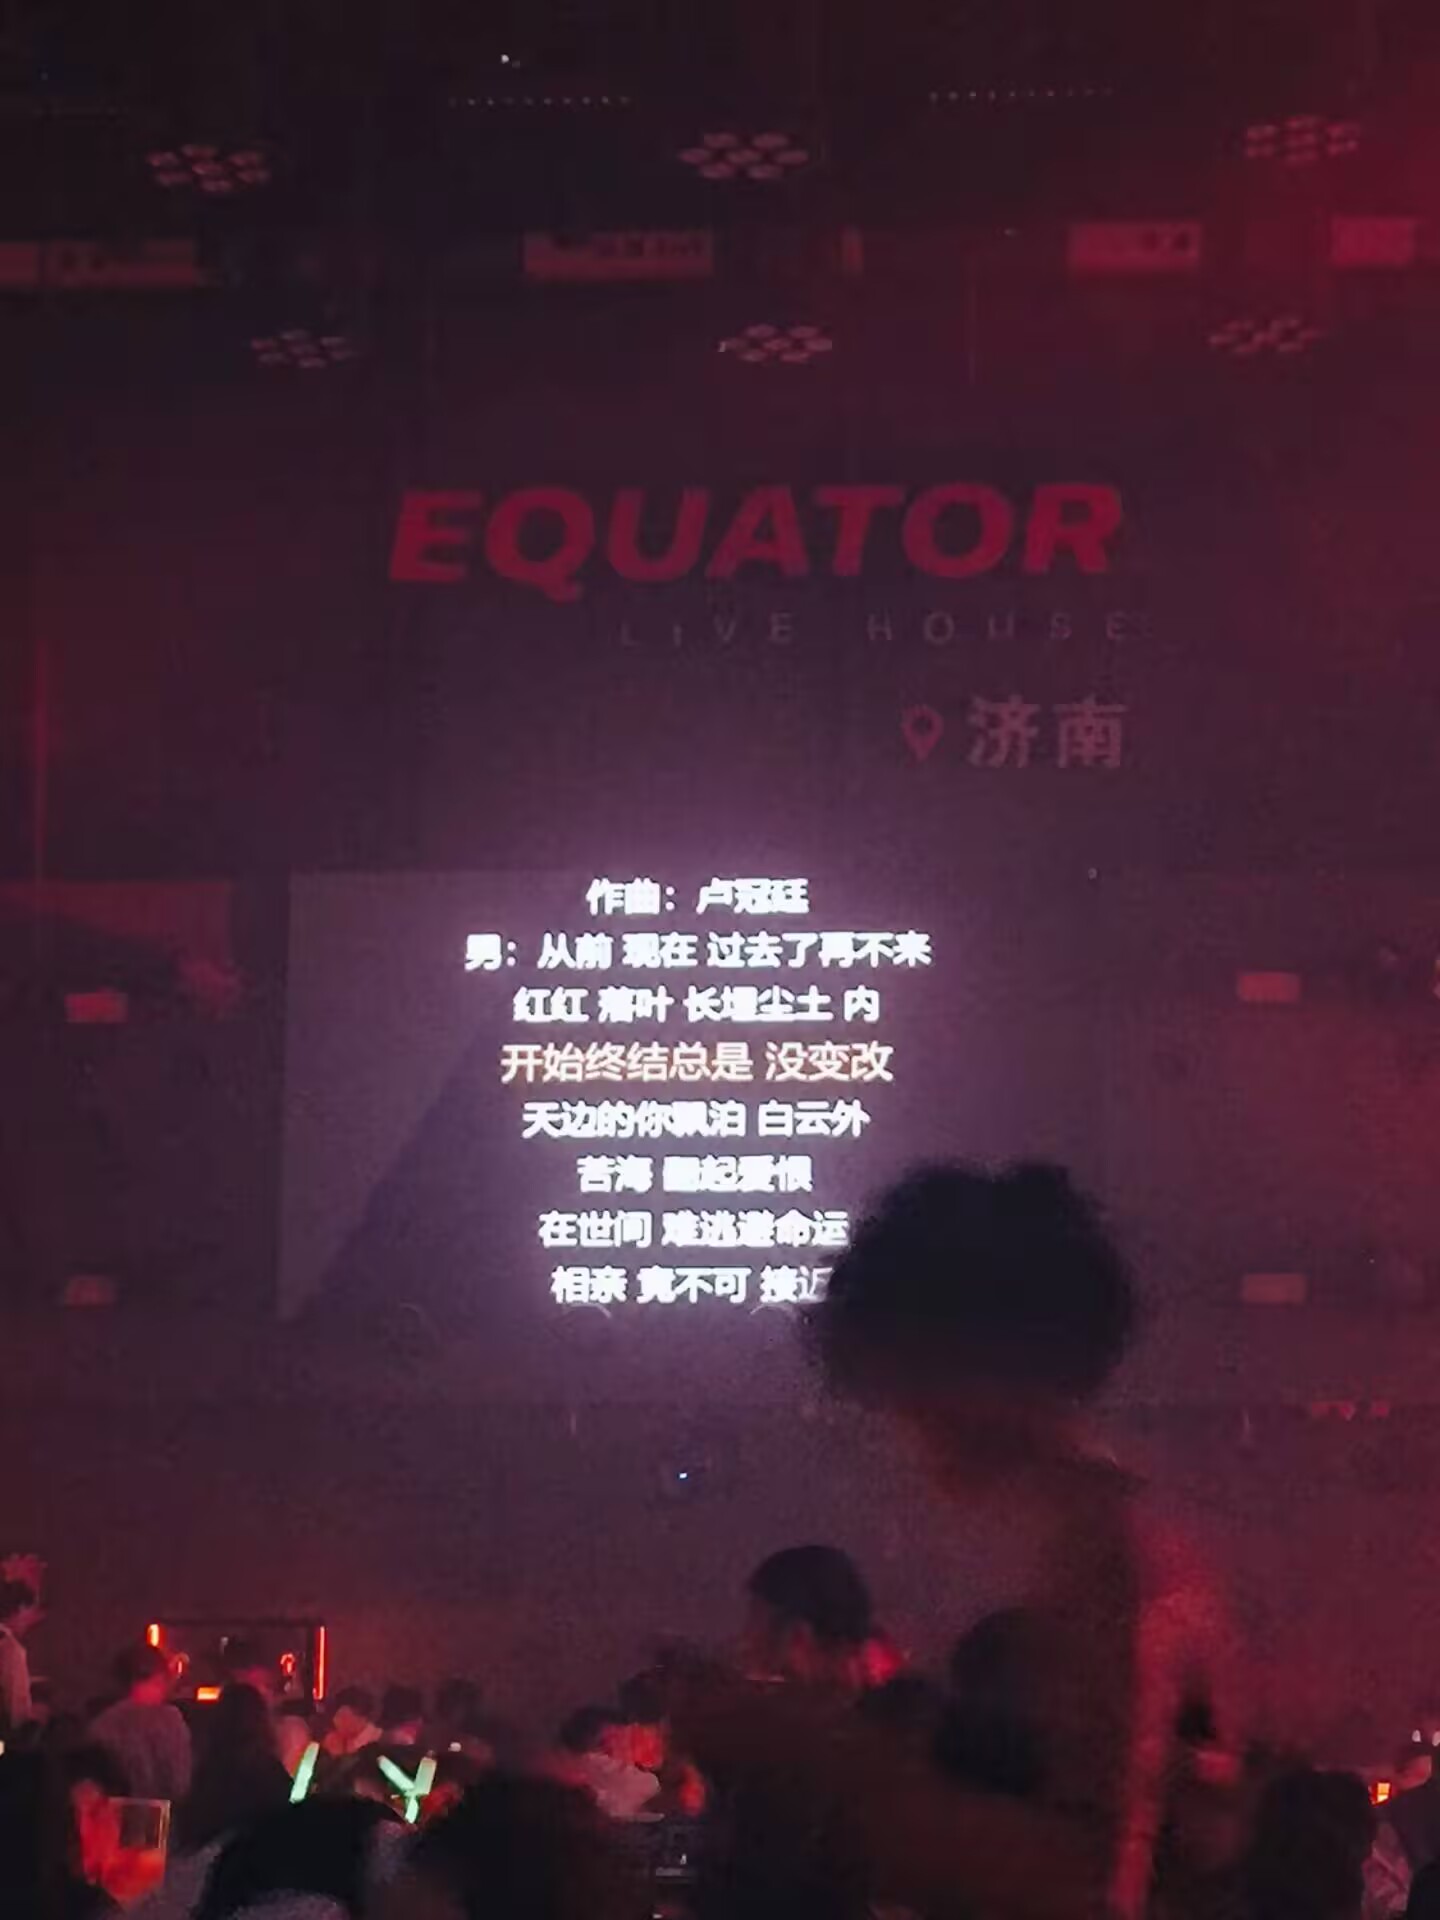 EQUATOR
LIVE HOUSE
济南
作曲：卢冠廷
男：从前 现在 过去了再不来
红红 落叶 长埋尘土 内
开始终结总是 没变改
天边的你飘泊 白云外
苦海 翻起爱恨
在世间 难逃避命运
相亲 竟不可 接近